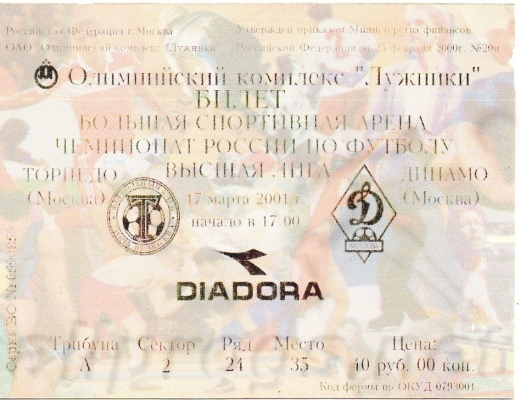 Российская Федерация г. Москва
ОАО "Олимпийский комплекс "Лужники"
Утвержден приказом Министерства финансов
Российской Федерации от 25 февраля 2000г. №20н
Олимпийский комплекс "Лужники"
БИЛЕТ
БОЛЬШАЯ СПОРТИВНАЯ АРЕНА
ЧЕМПИОНАТ РОССИИ ПО ФУТБОЛУ
ВЫСШАЯ ЛИГА
ТОРПЕДО
(Москва)
17 марта 2001 г
начало в 17.00
ДИНАМО
(Москва)
Т
Д
DIADORA
Трибуна Сектор Ряд Место Цена:
А 2 24 35 40 руб. 00 коп.
Код формы по ОКУД 0793001
Серия ВС №